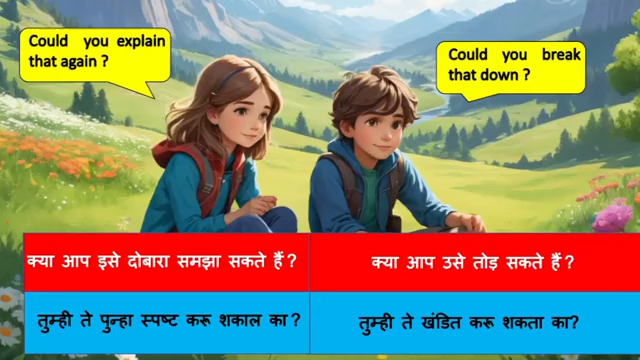 Could you explain
that again ?
Could you break
that down ?
क्या आप इसे दोबारा समझा सकते हैं ?
क्या आप उसे तोड़ सकते हैं ?
तुम्ही ते पुन्हा स्पष्ट करू शकाल का ?
तुम्ही ते खंडित करू शकता का?